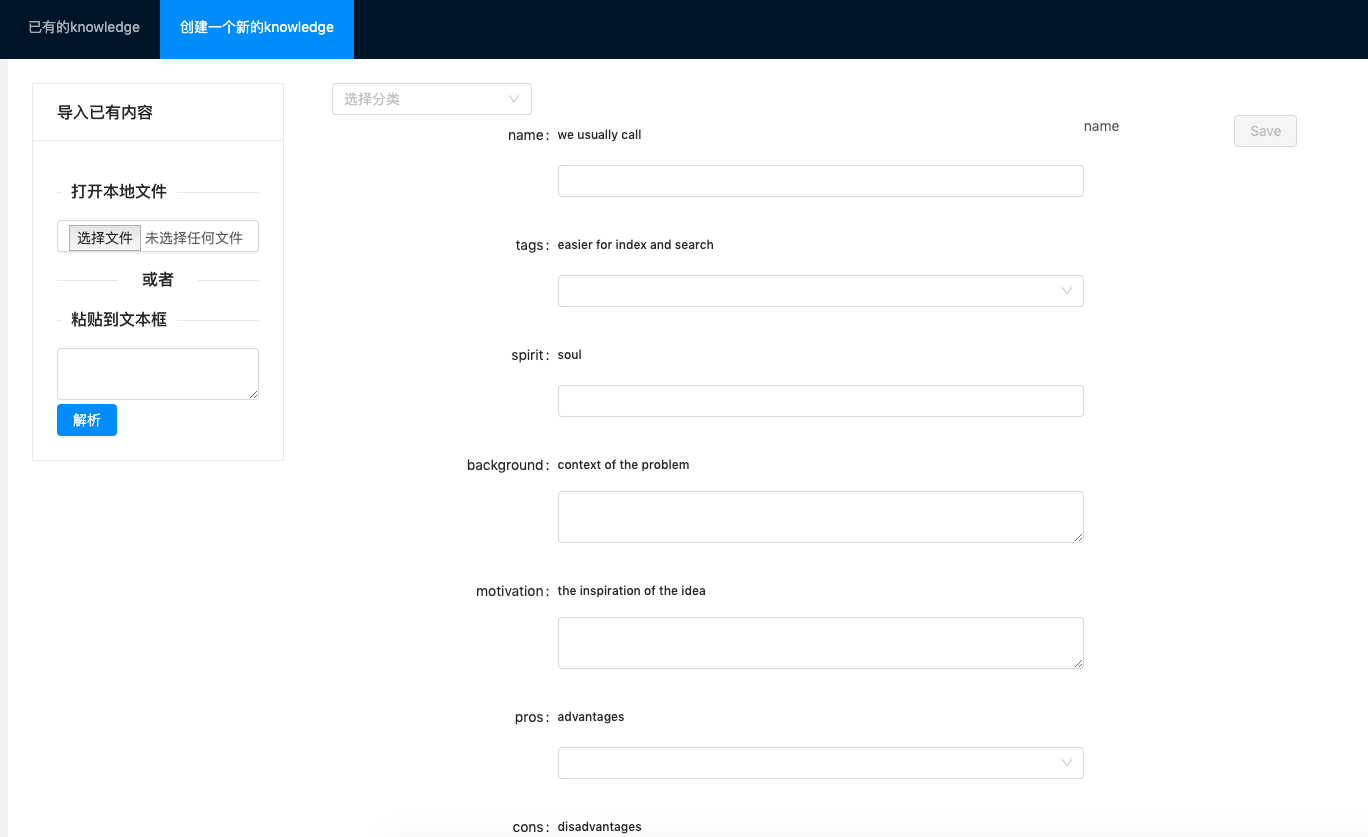 已有的knowledge 创建一个新的knowledge
导入已有内容
打开本地文件
选择文件 未选择任何文件
或者
粘贴到文本框
解析
选择分类
name: we usually call
name
Save
tags: easier for index and search
spirit: soul
background: context of the problem
motivation: the inspiration of the idea
pros: advantages
cons: disadvantages